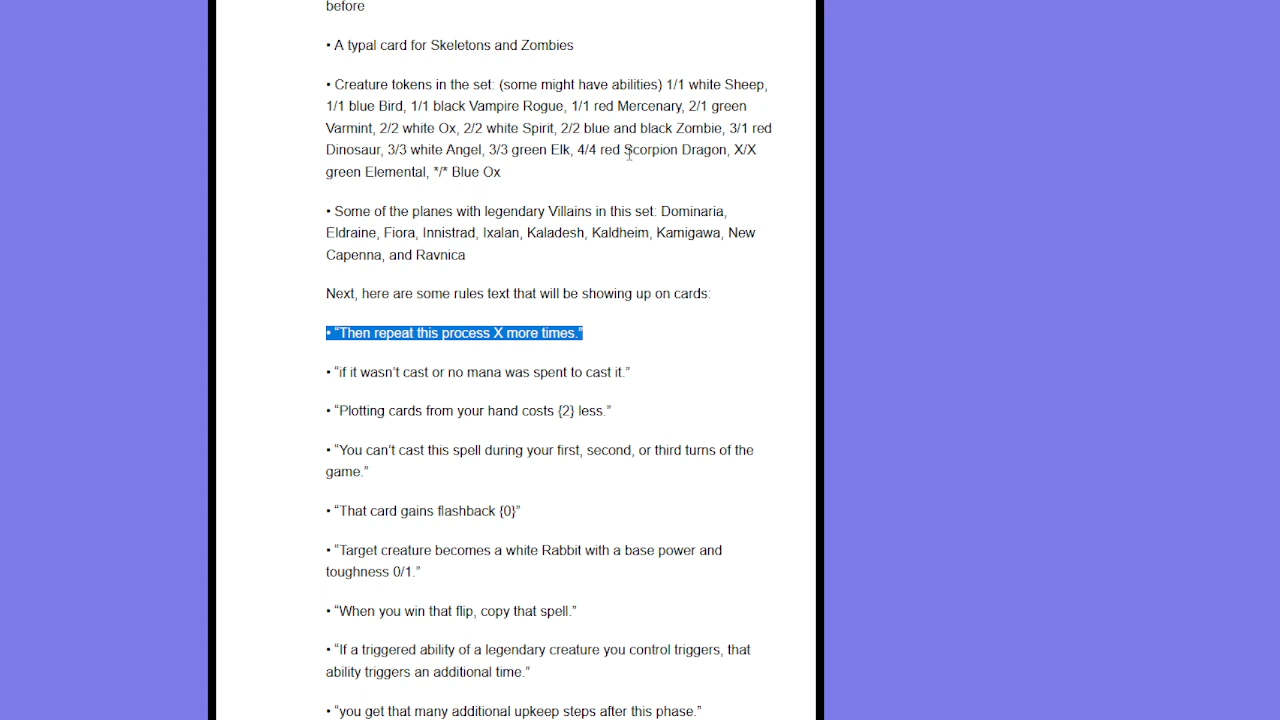 before
• A typal card for Skeletons and Zombies
• Creature tokens in the set: (some might have abilities) 1/1 white Sheep,
1/1 blue Bird, 1/1 black Vampire Rogue, 1/1 red Mercenary, 2/1 green
Varmint, 2/2 white Ox, 2/2 white Spirit, 2/2 blue and black Zombie, 3/1 red
Dinosaur, 3/3 white Angel, 3/3 green Elk, 4/4 red Scorpion Dragon, X/X
green Elemental, */* Blue Ox
• Some of the planes with legendary Villains in this set: Dominaria,
Eldraine, Fiora, Innistrad, Ixalan, Kaladesh, Kaldheim, Kamigawa, New
Capenna, and Ravnica
Next, here are some rules text that will be showing up on cards:
• “Then repeat this process X more times.”
• “if it wasn’t cast or no mana was spent to cast it.”
• “Plotting cards from your hand costs {2} less.”
• “You can’t cast this spell during your first, second, or third turns of the
game.”
• “That card gains flashback {0}”
• “Target creature becomes a white Rabbit with a base power and
toughness 0/1.”
• “When you win that flip, copy that spell.”
• “If a triggered ability of a legendary creature you control triggers, that
ability triggers an additional time.”
• “you get that many additional upkeep steps after this phase.”